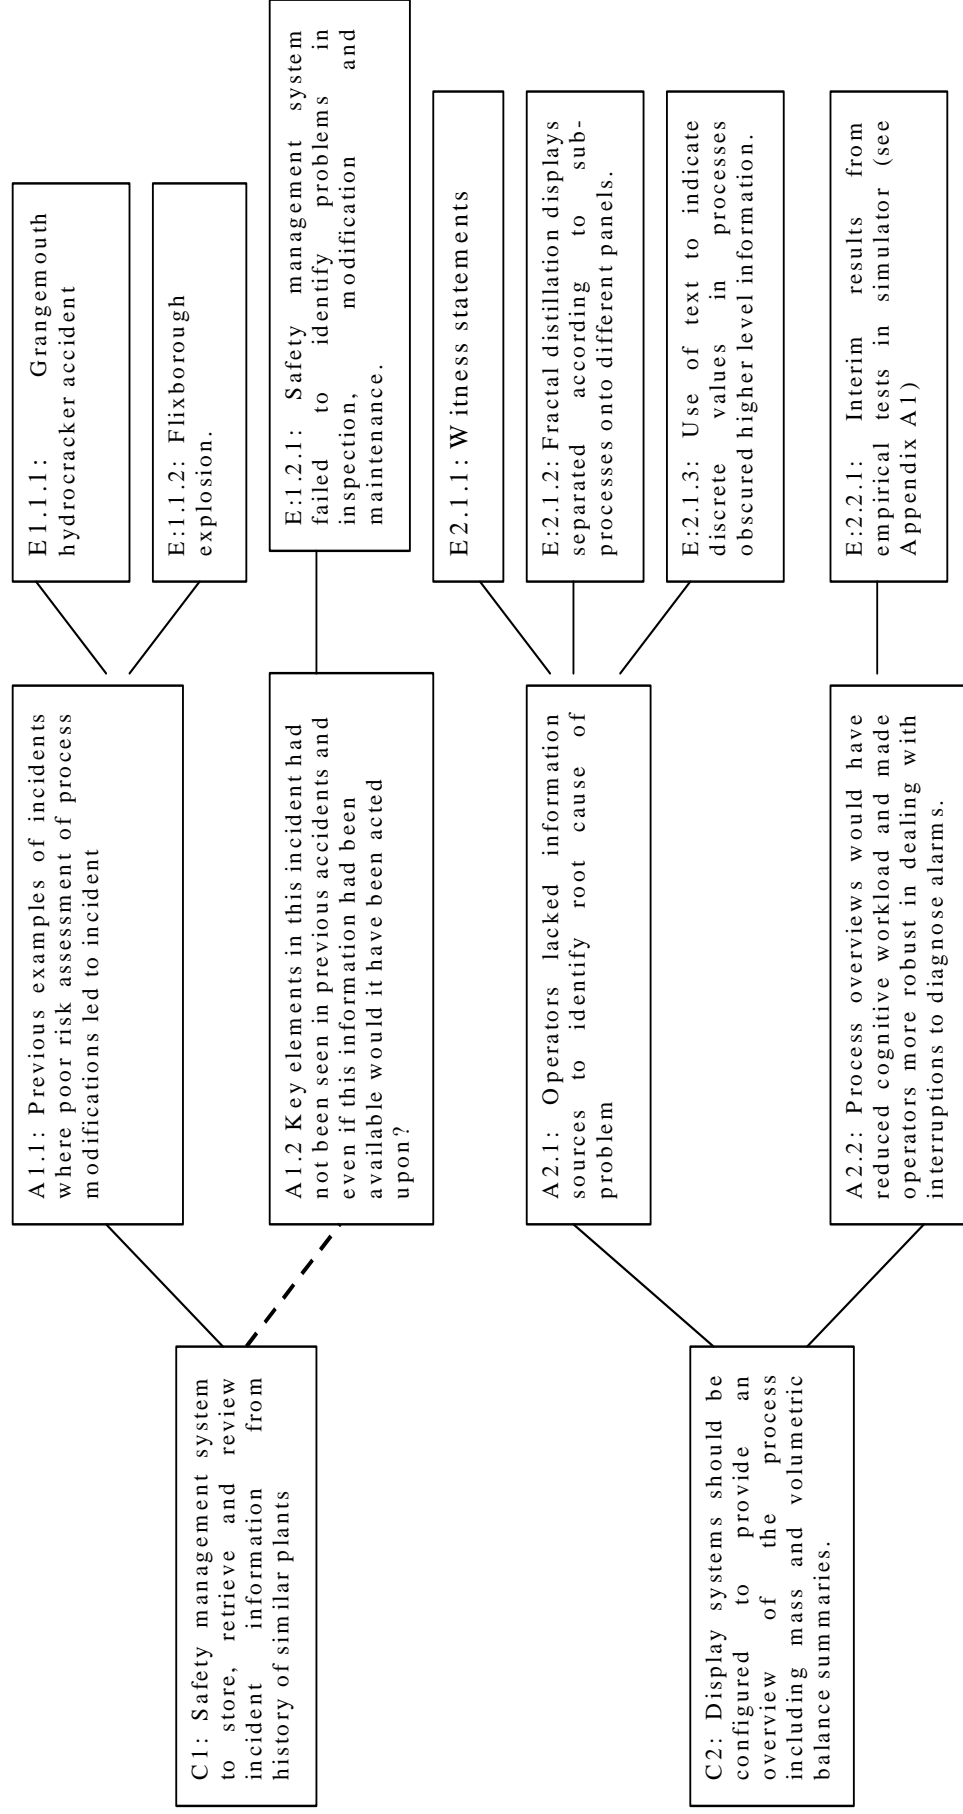 C1: Safety management system
to store, retrieve and review
incident information from
history of similar plants
A1.1: Previous examples of incidents
where poor risk assessment of process
modifications led to incident
E1.1.1: Grangemouth
hydrocracker accident
E:1.1.2: Flixborough
explosion.
A1.2 Key elements in this incident had
not been seen in previous accidents and
even if this information had been
available would it have been acted
upon?
E.1.2.1: Safety management system
failed to identify problems in
inspection, modification and
maintenance.
C2: Display systems should be
configured to provide an
overview of the process
including mass and volumetric
balance summaries.
A2.1: Operators lacked information
sources to identify root cause of
problem
E2.1.1: Witness statements
E:2.1.2: Fractal distillation displays
separated according to sub-
processes onto different panels.
E:2.1.3: Use of text to indicate
discrete values in processes
obscured higher level information.
A2.2: Process overviews would have
reduced cognitive workload and made
operators more robust in dealing with
interruptions to diagnose alarms.
E:2.2.1: Interim results from
empirical tests in simulator (see
Appendix A1)